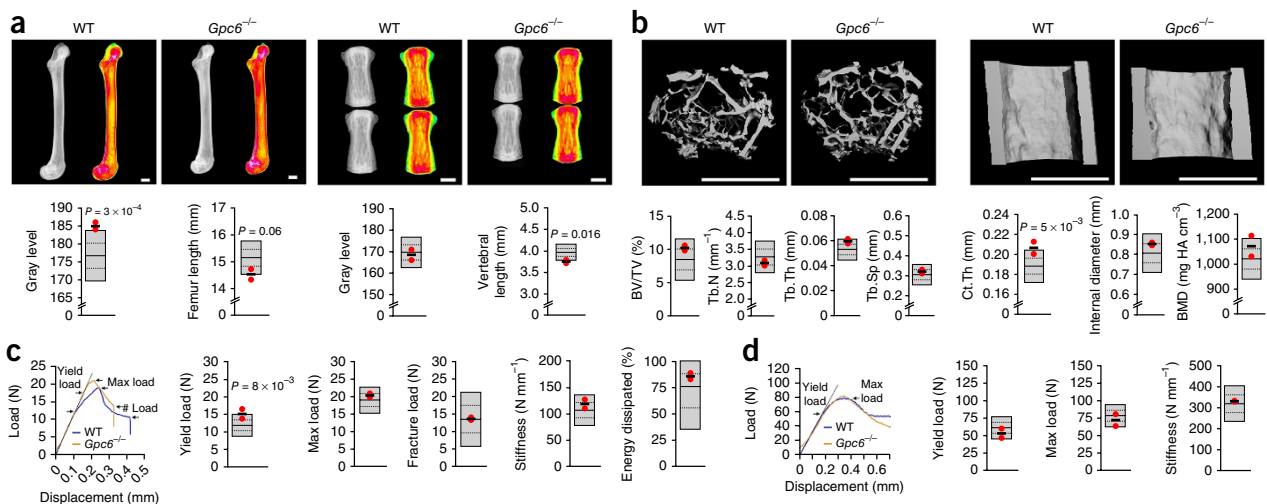 a
WT
Gpc6–/–
WT
Gpc6–/–
190
185
180
175
170
165
0
Gray level
P = 3 × 10–4
16
15
14
0
Femur length (mm)
P = 0.06
190
180
170
160
150
0
Gray level
5.0
4.5
4.0
3.5
3.0
0
Vertebral
length (mm)
P = 0.016
b
WT
Gpc6–/–
WT
Gpc6–/–
15
10
5
0
BV/TV (%)
4.5
4.0
3.5
3.0
2.5
2.0
0
Tb.N (mm–1)
0.08
0.06
0.04
0.02
0
Tb.Th (mm)
0.6
0.5
0.4
0.3
0.2
0
Tb.Sp (mm)
0.24
0.22
0.20
0.18
0.16
0
Ct.Th (mm)
P = 5 × 10–3
1.0
0.9
0.8
0.7
0.6
0
Internal diameter (mm)
1,200
1,100
1,000
900
0
BMD (mg HA cm–3)
c
25
20
15
10
5
0
Load (N)
Yield
load
Max load
# Load
WT
Gpc6–/–
0
0.1
0.2
0.3
0.4
0.5
Displacement (mm)
30
25
20
15
10
5
0
Yield load (N)
P = 8 × 10–3
30
25
20
15
10
5
0
Max load (N)
30
25
20
15
10
5
0
Fracture load (N)
200
150
100
50
0
Stiffness (N mm–1)
100
75
50
25
0
Energy dissipated (%)
d
120
100
80
60
40
20
0
Load (N)
Yield
load
Max
load
WT
Gpc6–/–
0
0.2
0.4
0.6
Displacement (mm)
150
125
100
75
50
25
0
Yield load (N)
150
125
100
75
50
25
0
Max load (N)
500
400
300
200
100
0
Stiffness (N mm–1)